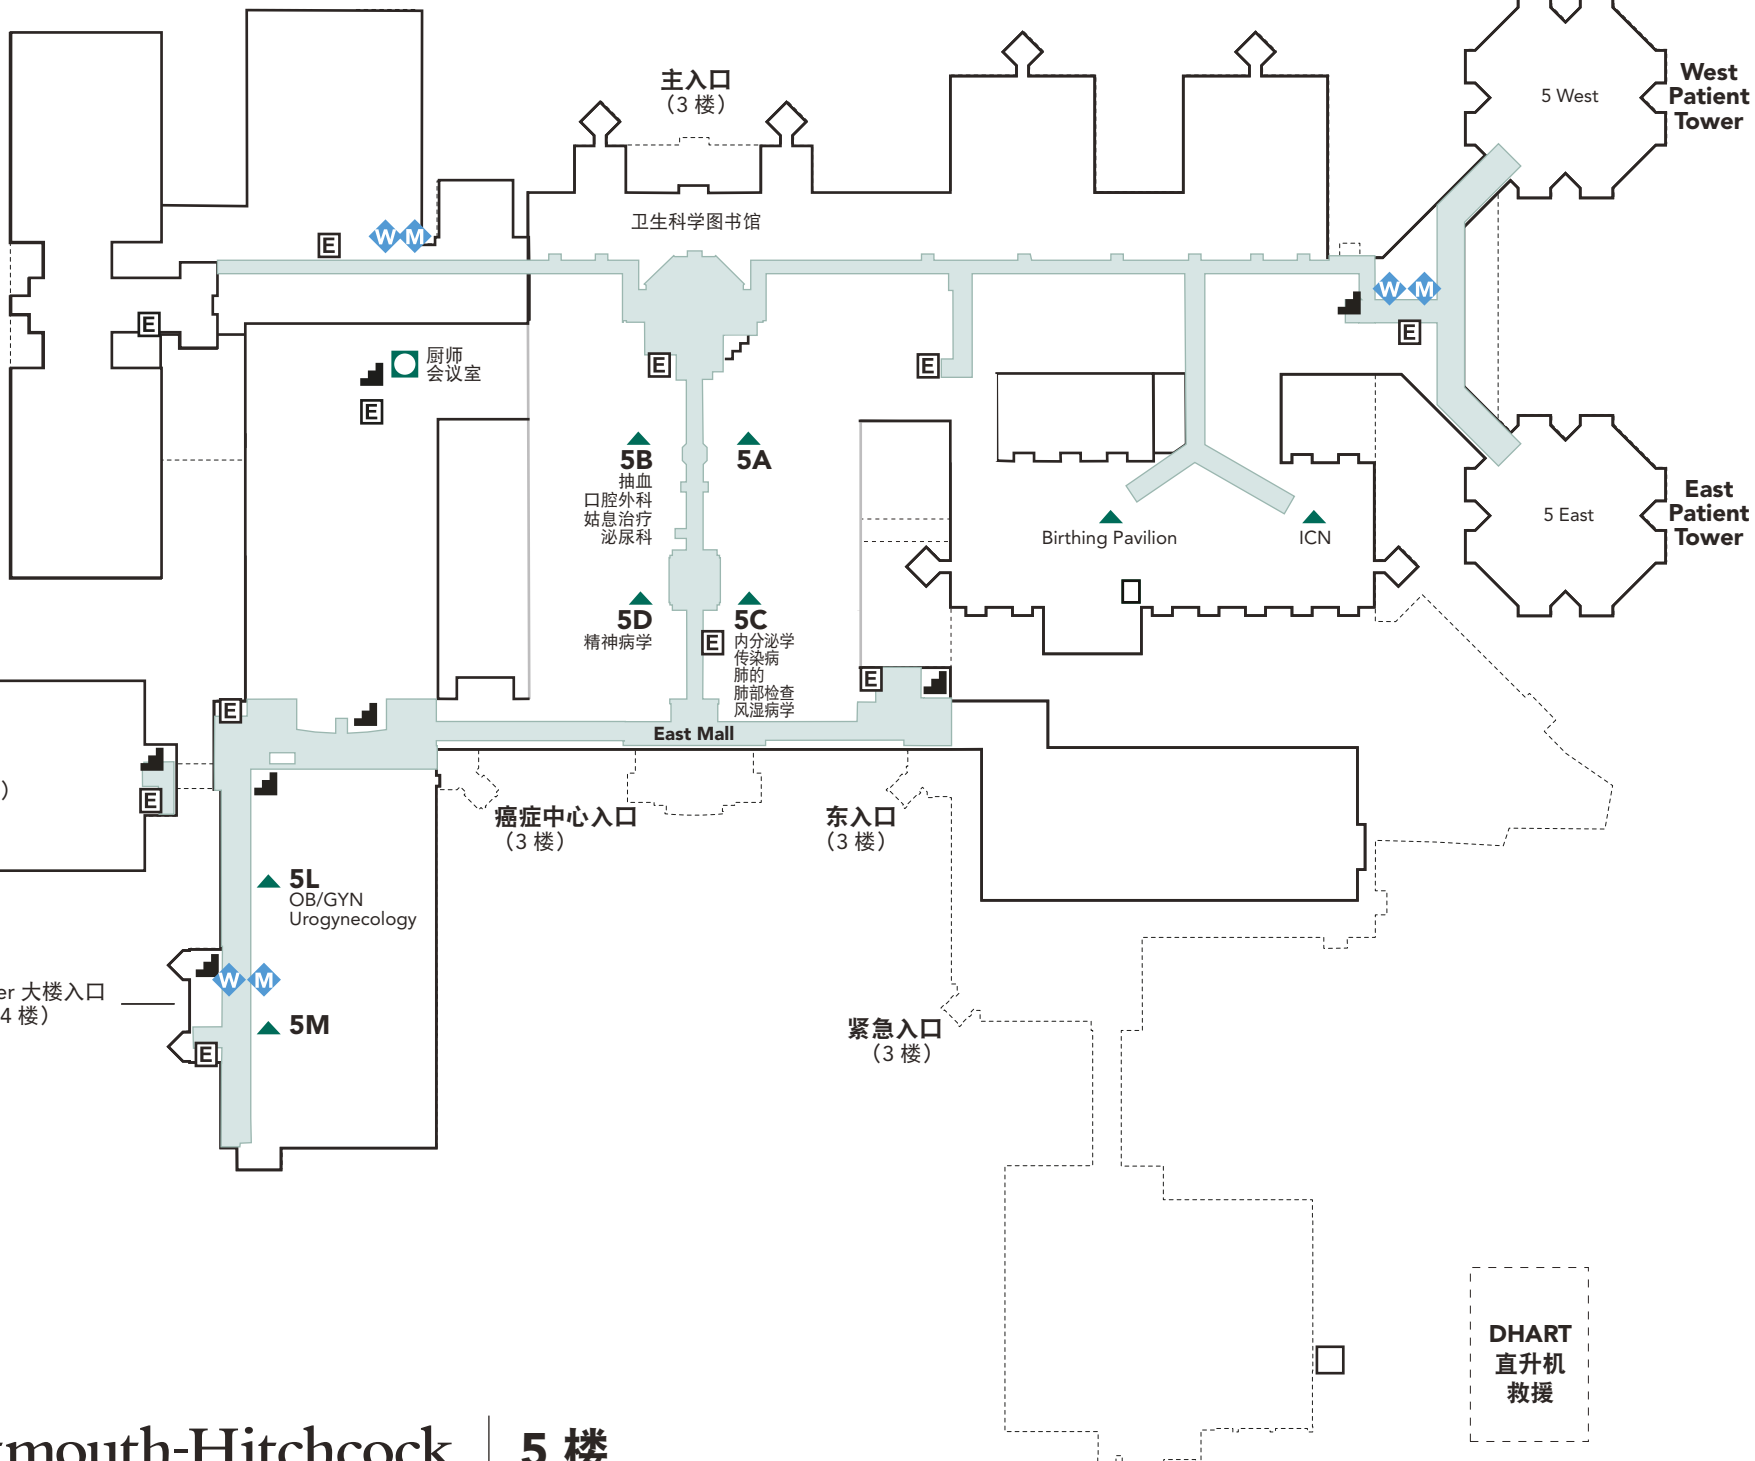 主入口
（3 楼）
West
Patient
Tower
5 West
卫生科学图书馆
E
W M
E
W M
E
E
厨师
会议室
E
E
E
5B
抽血
口腔外科
姑息治疗
泌尿科
5A
Birthing Pavilion
ICN
5 East
East
Patient
Tower
5D
精神病学
E
5C
内分泌学
传染病
肺的
肺部检查
风湿病学
E
E
East Mall
E
）
癌症中心入口
（3 楼）
东入口
（3 楼）
5L
OB/GYN
Urogynecology
W M
er 大楼入口
4 楼）
5M
E
紧急入口
（3 楼）
DHART
直升机
救援
mouth-Hitchcock
5 楼